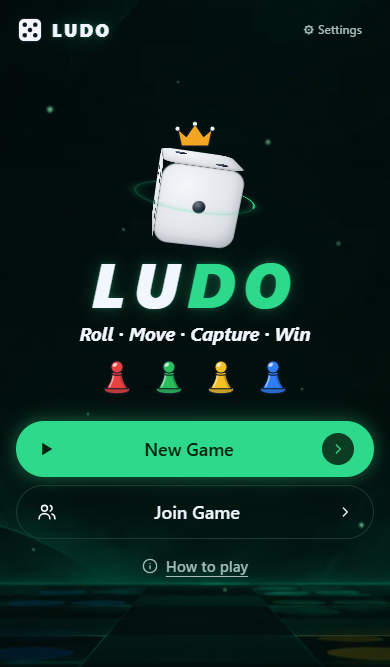 LUDO
Settings
LUDO
Roll · Move · Capture · Win
New Game
Join Game
How to play